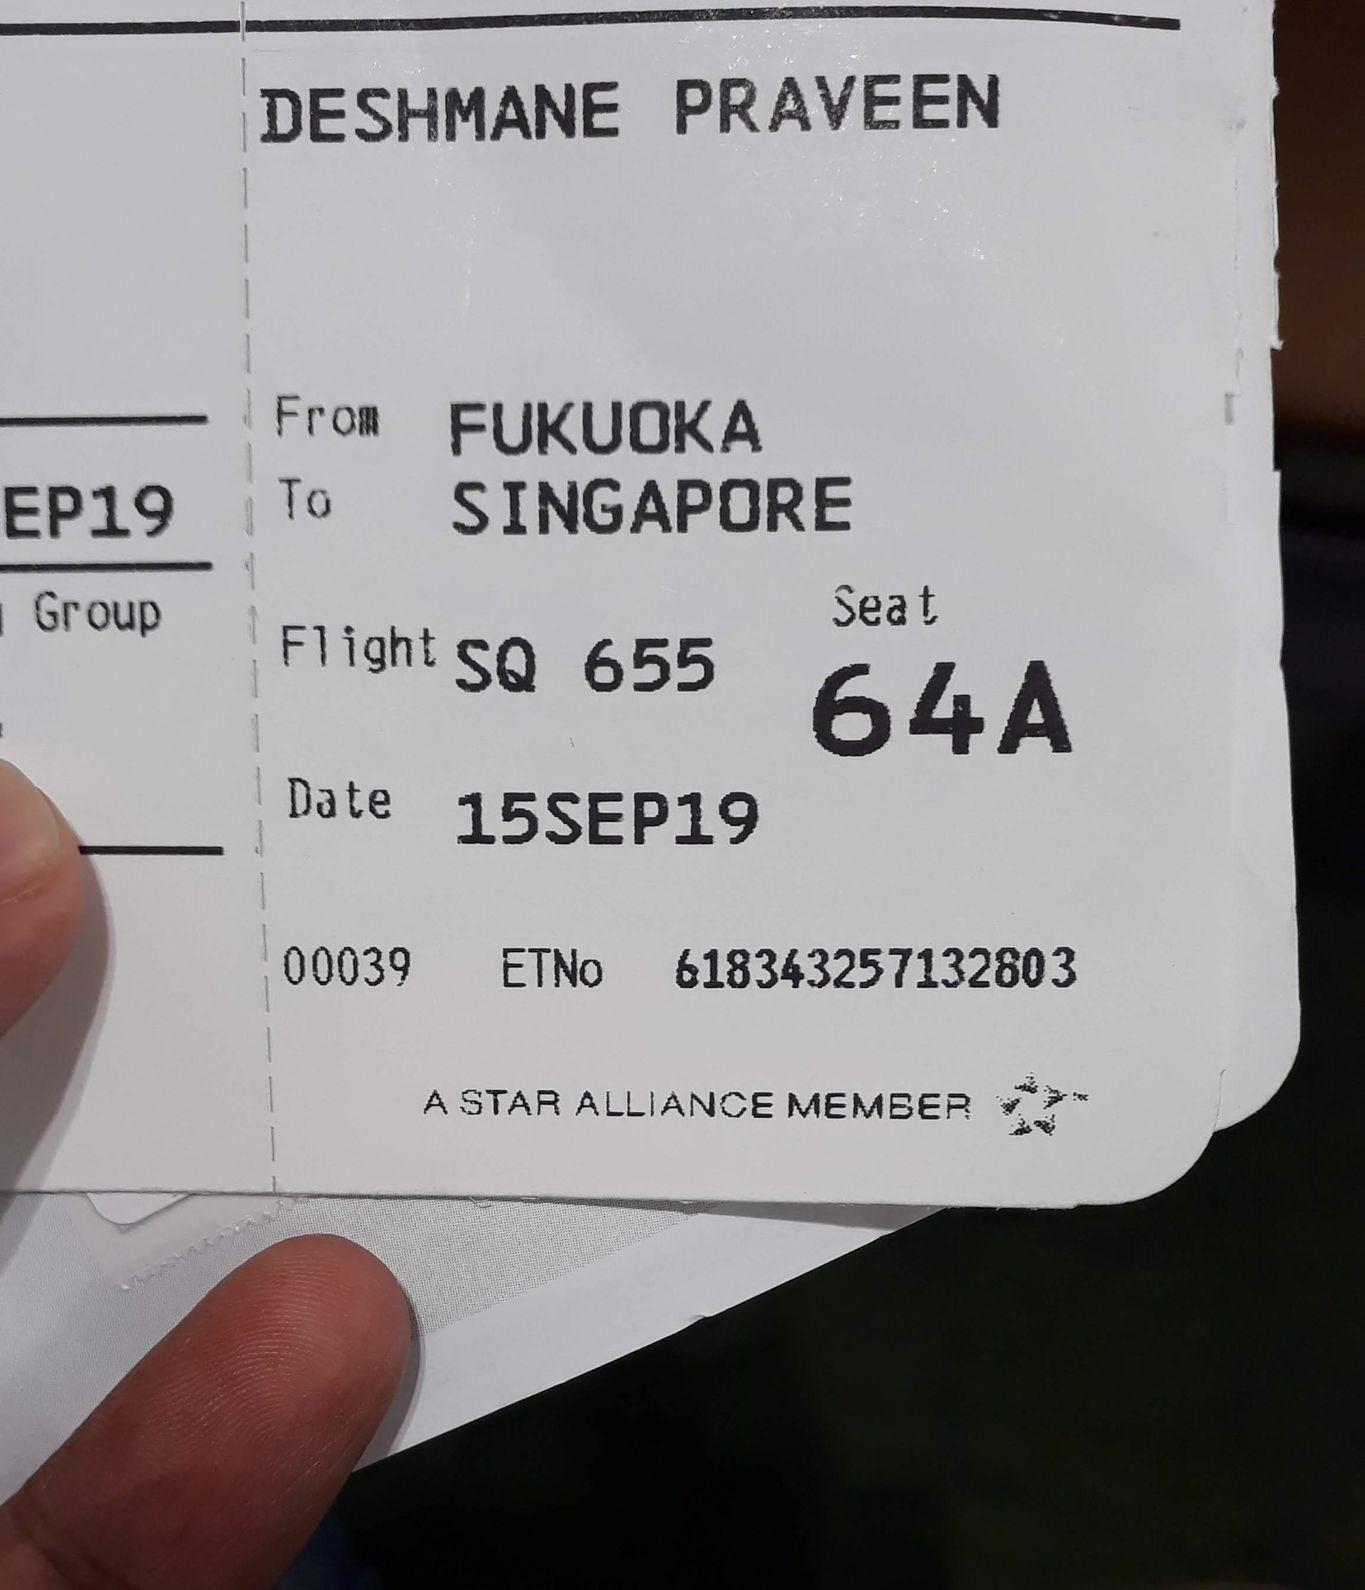 DESHMANE PRAVEEN
From FUKUOKA
To SINGAPORE
EP19
Group
Seat
Flight SQ 655 64A
Date 15SEP19
00039 ETNo 618343257132803
A STAR ALLIANCE MEMBER